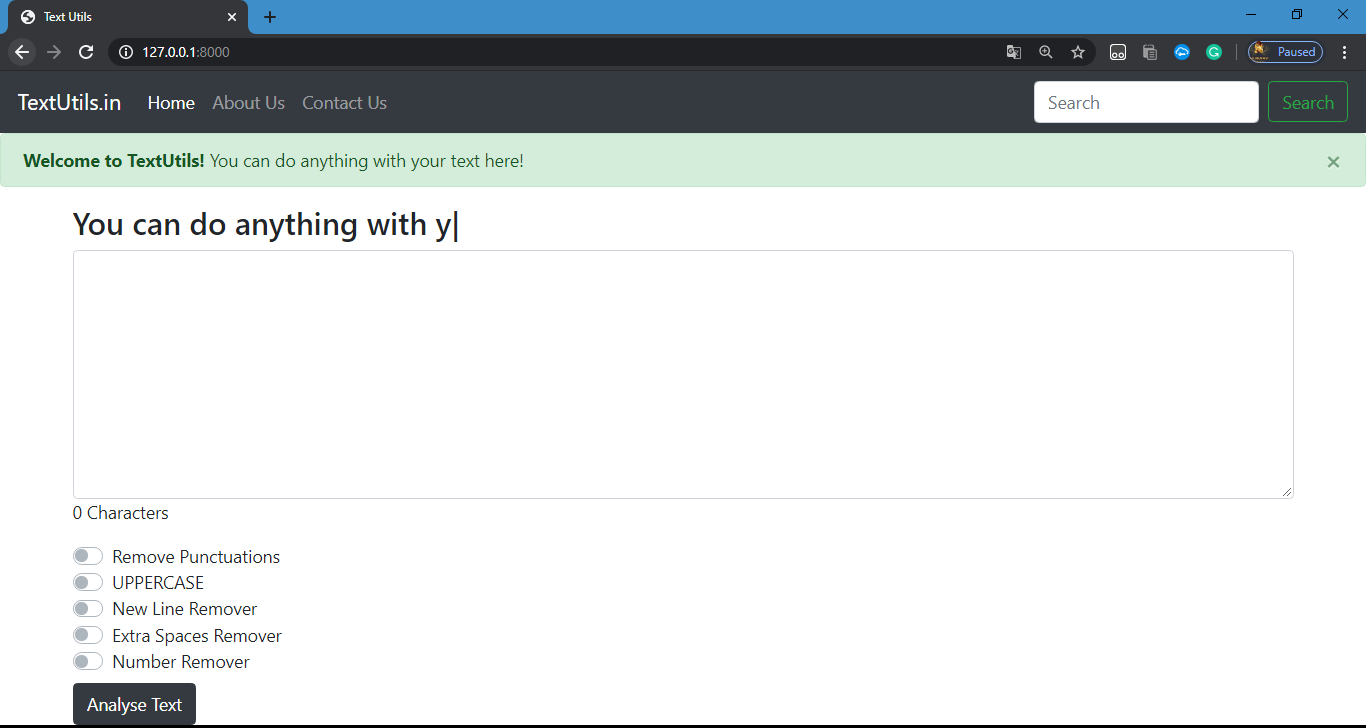 Text Utils
127.0.0.1:8000
Paused
TextUtils.in Home About Us Contact Us Search Search
Welcome to TextUtils! You can do anything with your text here! ×
You can do anything with y|
0 Characters
Remove Punctuations
UPPERCASE
New Line Remover
Extra Spaces Remover
Number Remover
Analyse Text